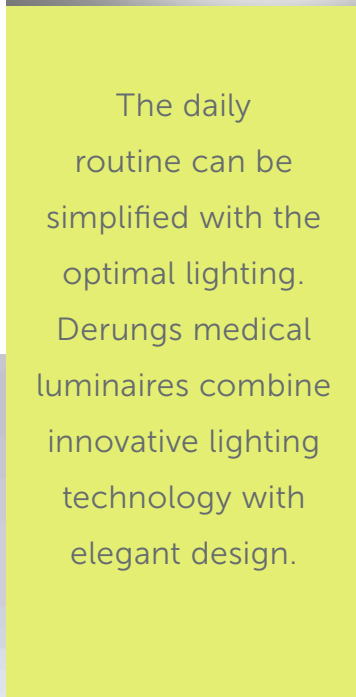 The daily
routine can be
simplified with the
optimal lighting.
Derungs medical
luminaires combine
innovative lighting
technology with
elegant design.